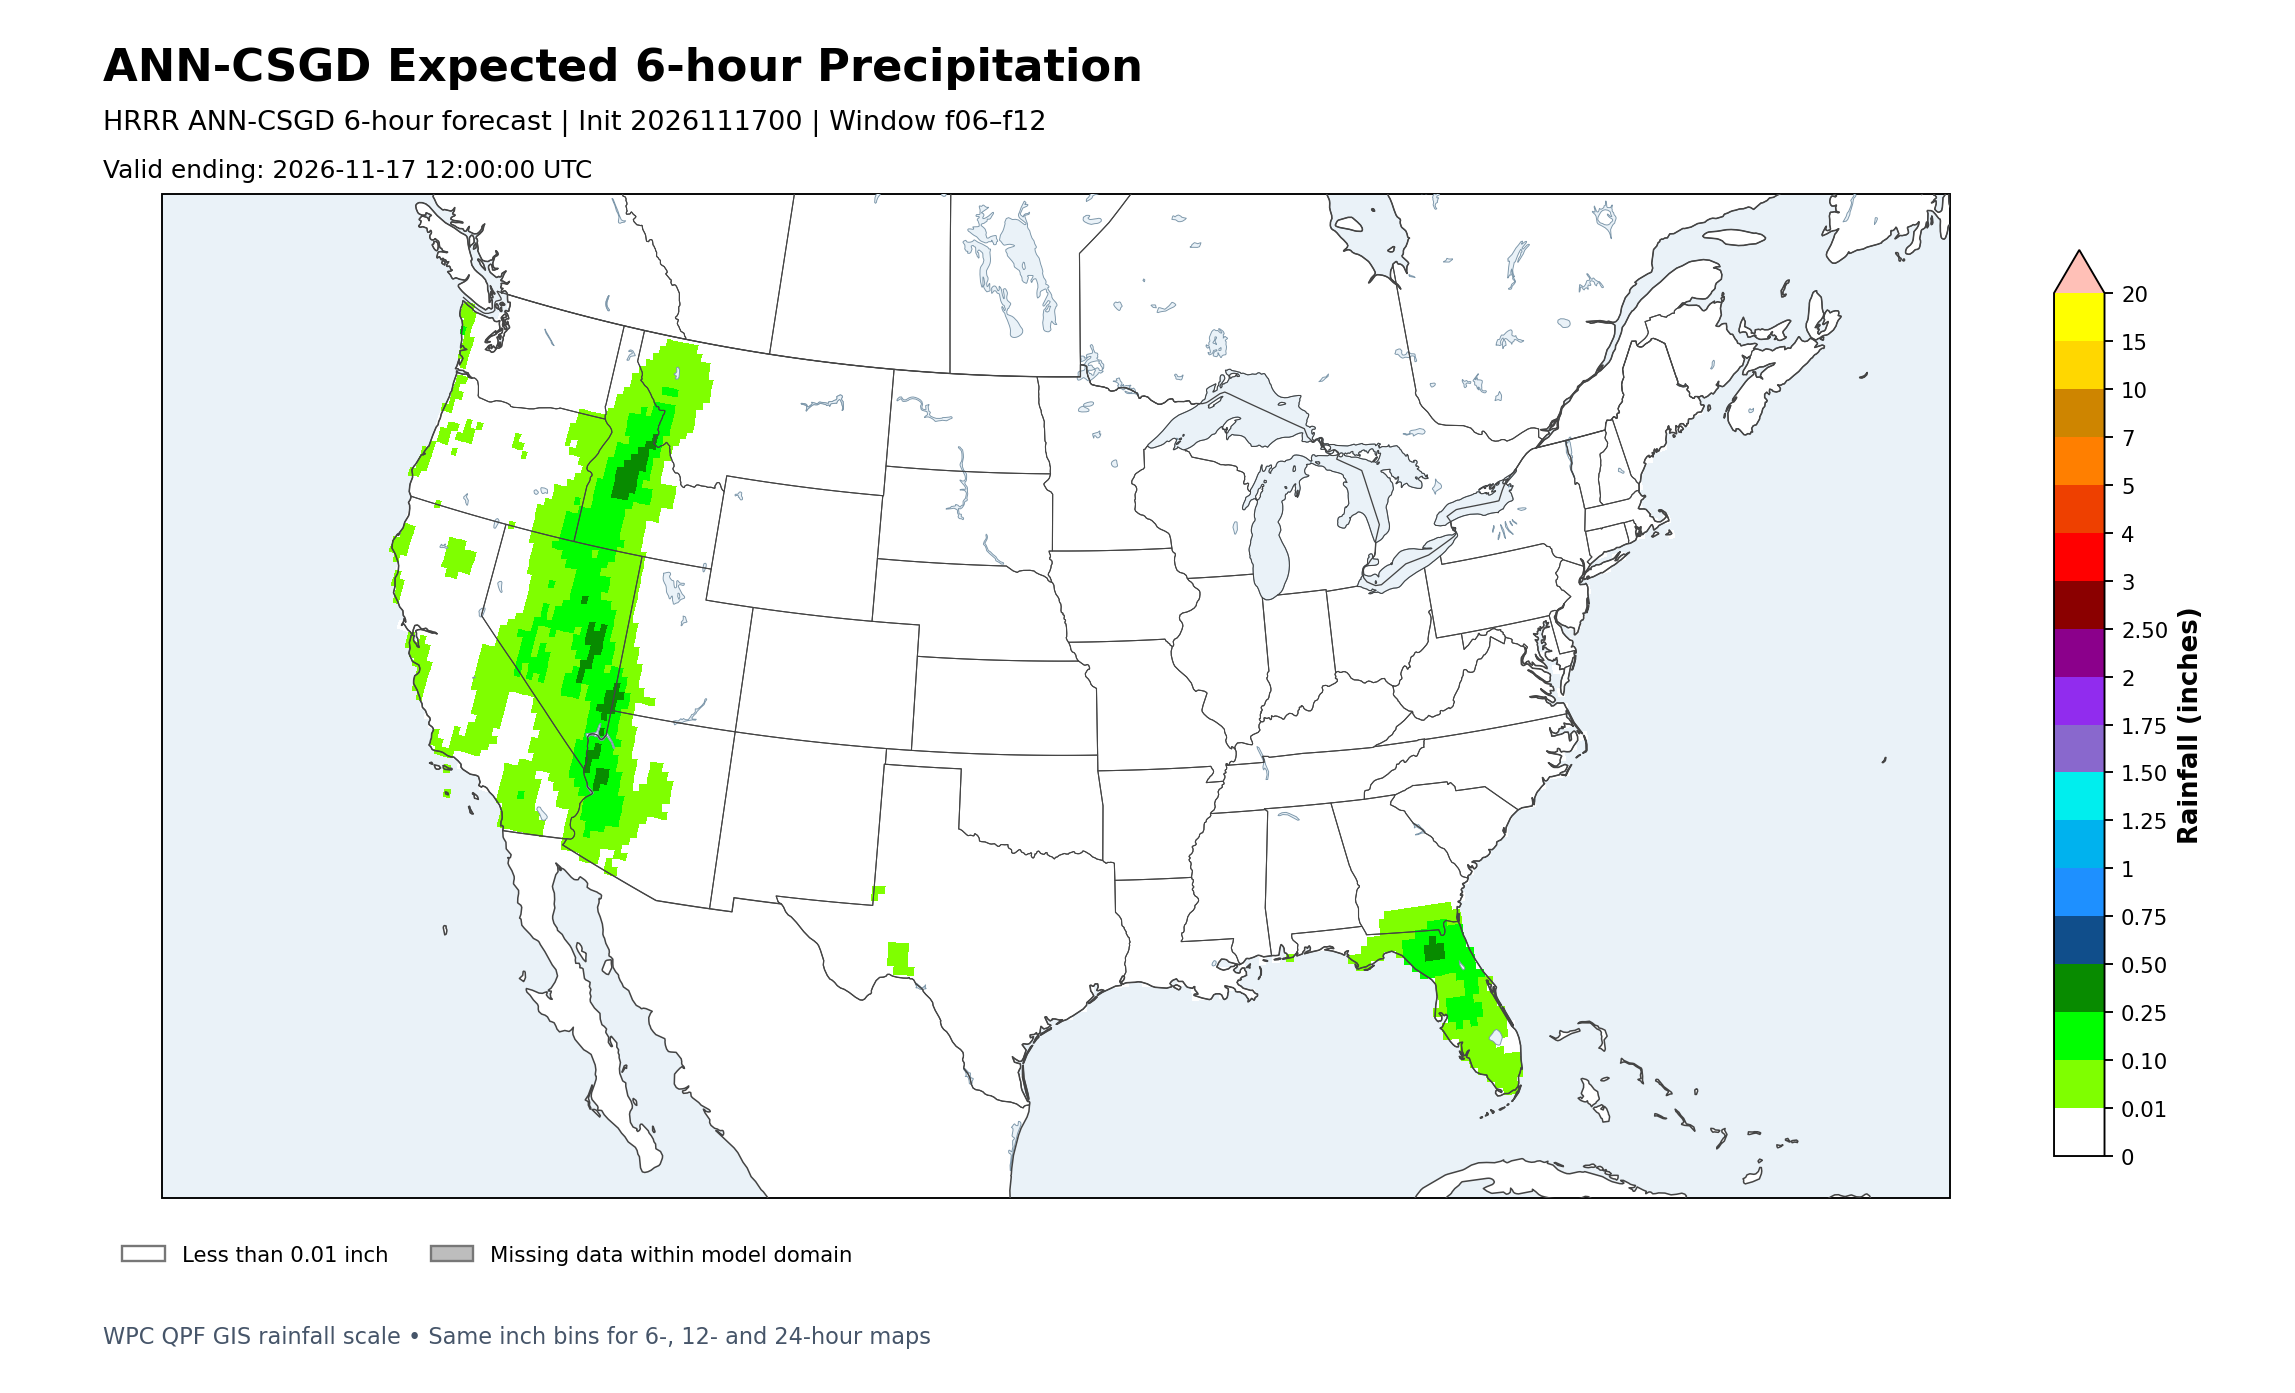 ANN-CSGD Expected 6-hour Precipitation
HRRR ANN-CSGD 6-hour forecast | Init 2026111700 | Window f06–f12
Valid ending: 2026-11-17 12:00:00 UTC
20
15
10
7
5
4
3
2.50
2
1.75
1.50
1.25
1
0.75
0.50
0.25
0.10
0.01
0
Rainfall (inches)
Less than 0.01 inch
Missing data within model domain
WPC QPF GIS rainfall scale • Same inch bins for 6-, 12- and 24-hour maps